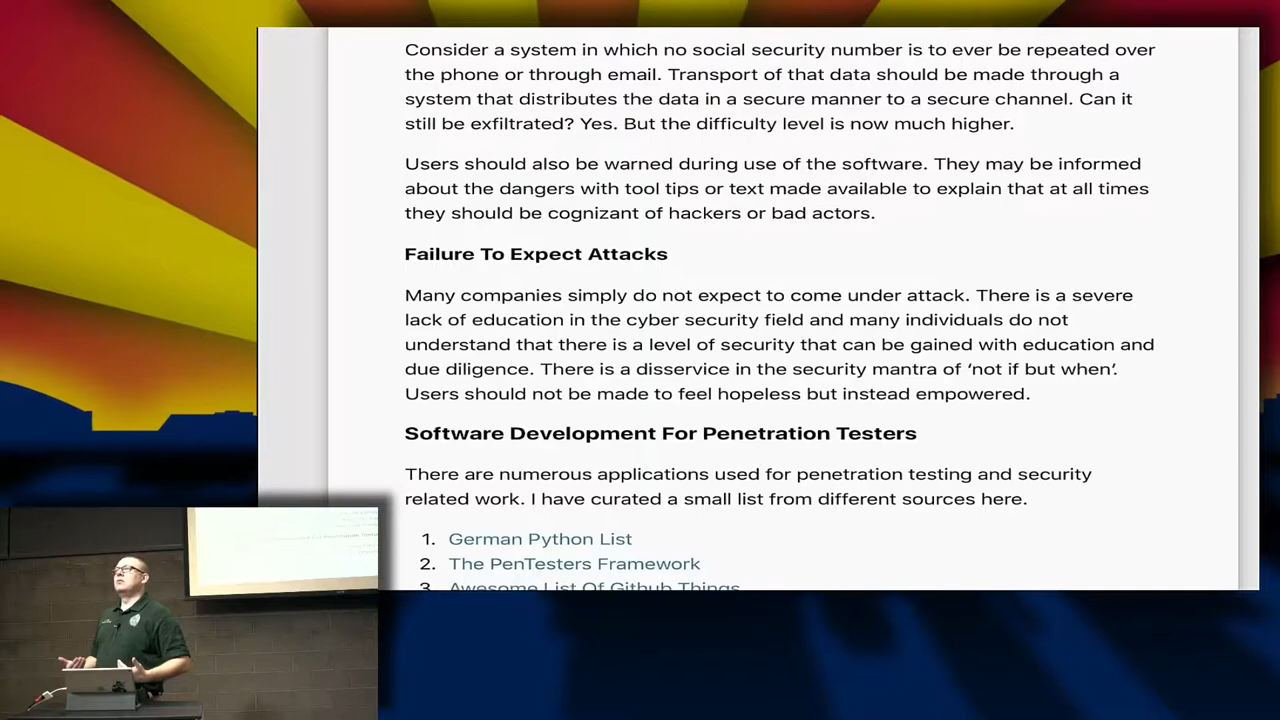 Consider a system in which no social security number is to ever be repeated over
the phone or through email. Transport of that data should be made through a
system that distributes the data in a secure manner to a secure channel. Can it
still be exfiltrated? Yes. But the difficulty level is now much higher.
Users should also be warned during use of the software. They may be informed
about the dangers with tool tips or text made available to explain that at all times
they should be cognizant of hackers or bad actors.
Failure To Expect Attacks
Many companies simply do not expect to come under attack. There is a severe
lack of education in the cyber security field and many individuals do not
understand that there is a level of security that can be gained with education and
due diligence. There is a disservice in the security mantra of ‘not if but when’.
Users should not be made to feel hopeless but instead empowered.
Software Development For Penetration Testers
There are numerous applications used for penetration testing and security
related work. I have curated a small list from different sources here.
1. German Python List
2. The PenTesters Framework
3. Awesome List Of Github Things